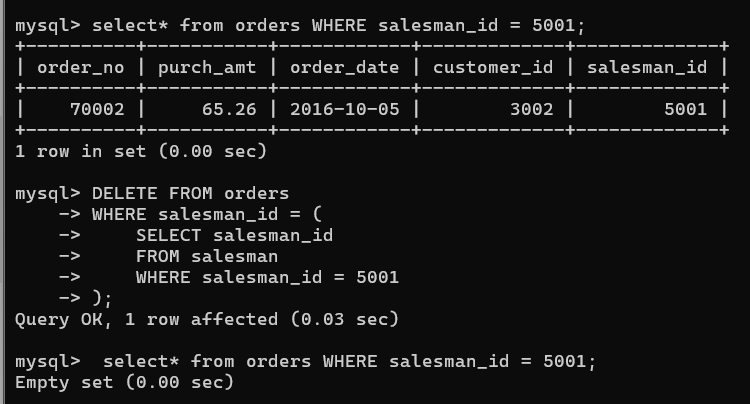 mysql> select* from orders WHERE salesman_id = 5001;
+----------+-----------+------------+-------------+-------------+
| order_no | purch_amt | order_date | customer_id | salesman_id |
+----------+-----------+------------+-------------+-------------+
|    70002 |     65.26 | 2016-10-05 |        3002 |        5001 |
+----------+-----------+------------+-------------+-------------+
1 row in set (0.00 sec)

mysql> DELETE FROM orders
    -> WHERE salesman_id = (
    ->     SELECT salesman_id
    ->     FROM salesman
    ->     WHERE salesman_id = 5001
    -> );
Query OK, 1 row affected (0.03 sec)

mysql>  select* from orders WHERE salesman_id = 5001;
Empty set (0.00 sec)